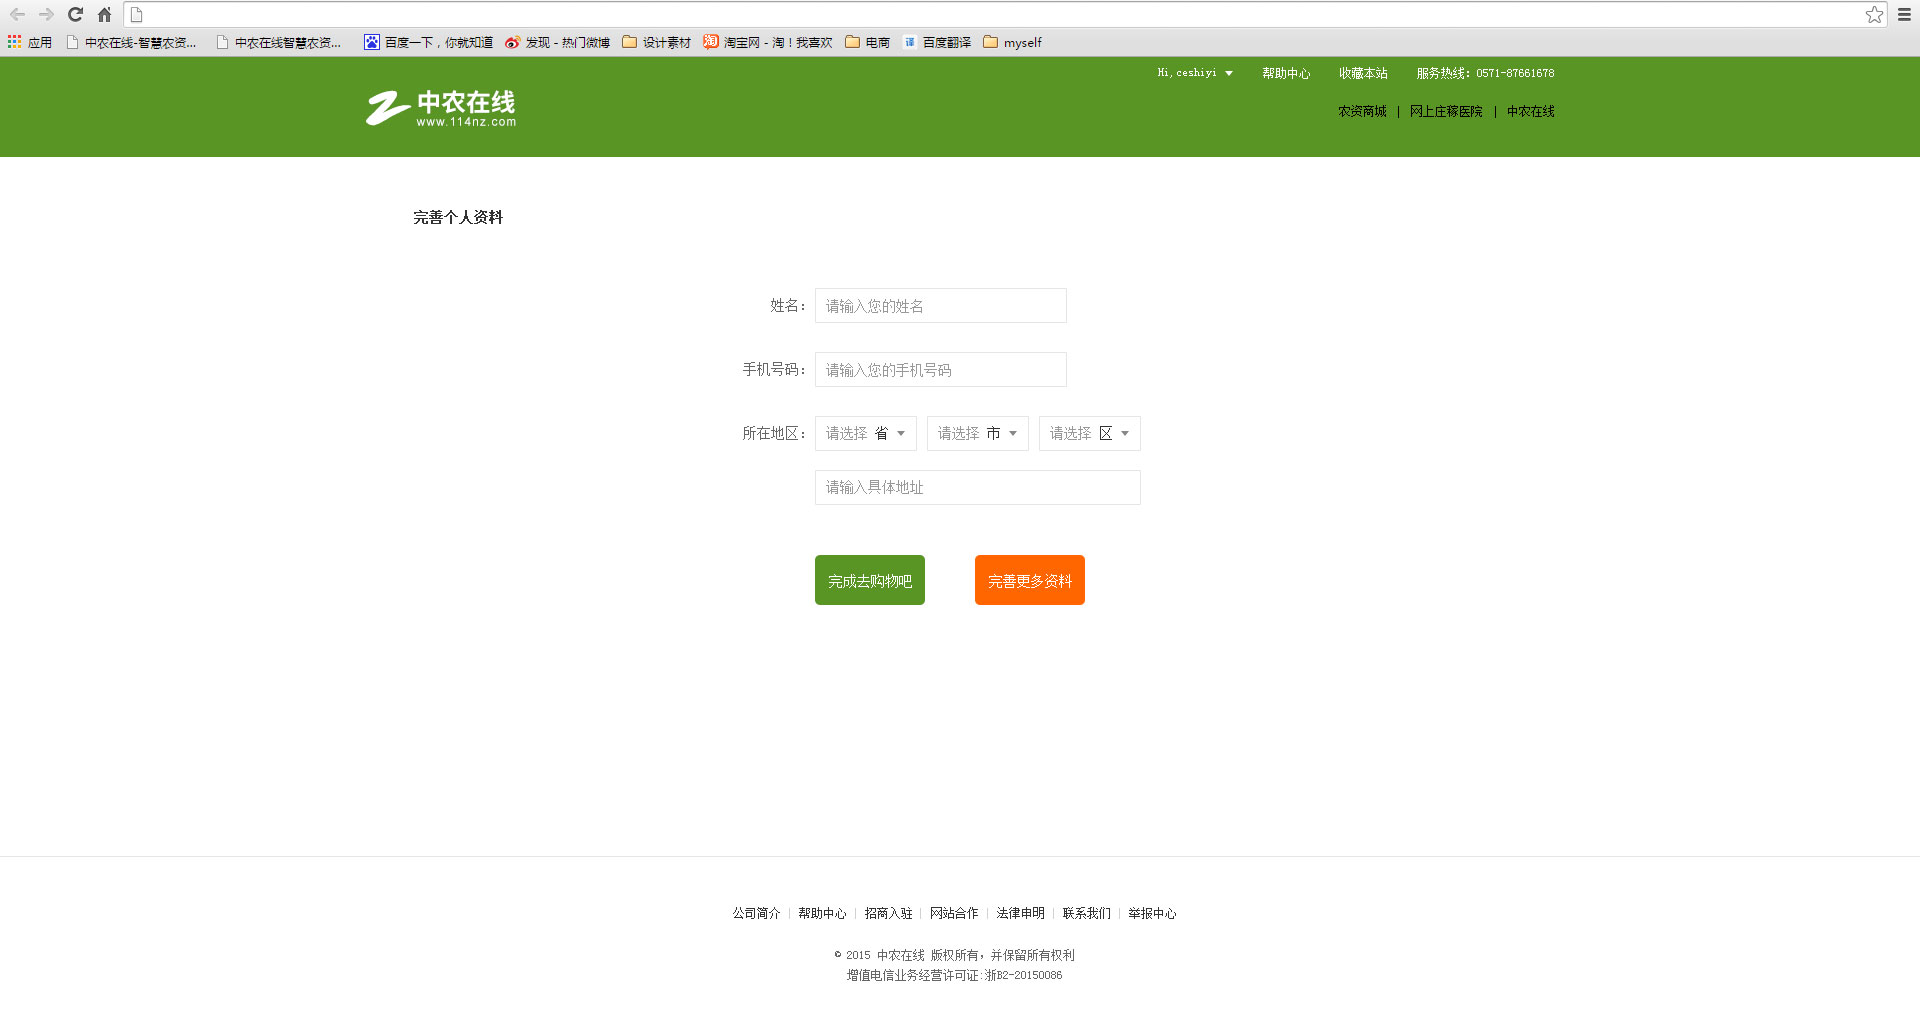 应用 中农在线-智慧农资... 中农在线智慧农资... 百度一下，你就知道 发现 - 热门微博 设计素材 淘宝网 - 淘！我喜欢 电商 百度翻译 myself
Hi,ceshiyi 帮助中心 收藏本站 服务热线：0571-87661678
中农在线
www.114nz.com
农资商城 | 网上庄稼医院 | 中农在线
完善个人资料
姓名： 请输入您的姓名
手机号码： 请输入您的手机号码
所在地区： 请选择 省 请选择 市 请选择 区
请输入具体地址
完成去购物吧 完善更多资料
公司简介 | 帮助中心 | 招商入驻 | 网站合作 | 法律申明 | 联系我们 | 举报中心
© 2015 中农在线 版权所有，并保留所有权利
增值电信业务经营许可证:浙B2-20150086